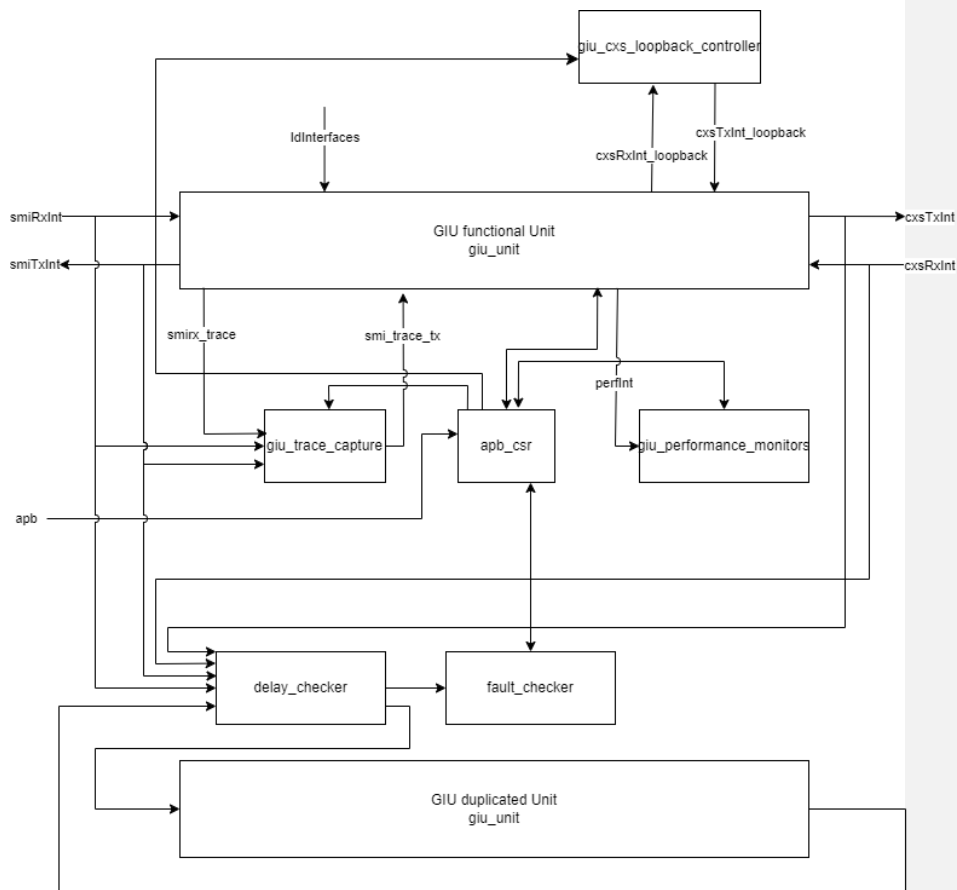 giu_cxs_loopback_controller
IdInterfaces
cxsTxInt_loopback
cxsRxInt_loopback
smiRxInt
GIU functional Unit
giu_unit
cxsTxInt
smiTxInt
cxsRxInt
smirx_trace
smi_trace_tx
perfInt
giu_trace_capture
apb_csr
giu_performance_monitors
apb
delay_checker
fault_checker
GIU duplicated Unit
giu_unit